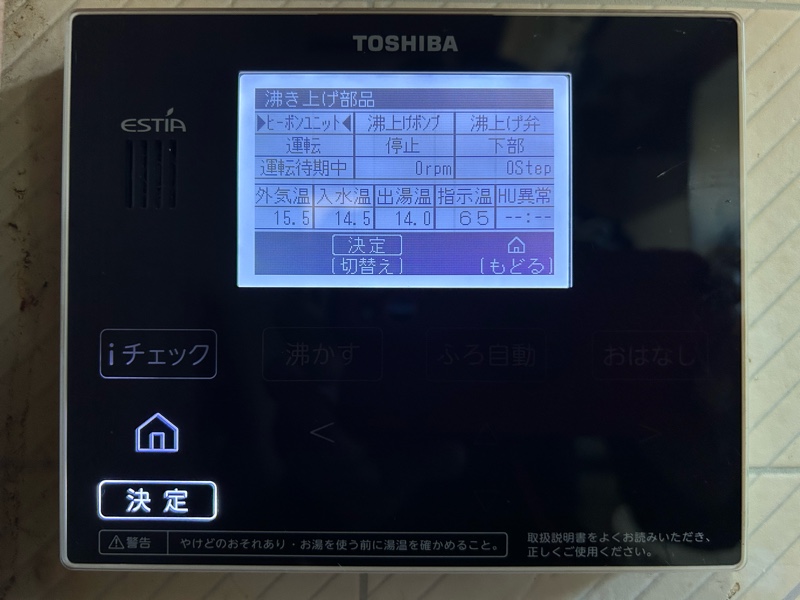 TOSHIBA
ESTIA
沸き上げ部品
▶ヒーポンユニット◀ 沸上げポンプ 沸上げ弁
運転 停止 下部
運転待期中 0rpm 0Step
外気温 入水温 出湯温 指示温 HU異常
15.5 14.5 14.0 65 --:--
決定
(切替え) (もどる)
iチェック 沸かす ふろ自動 おはなし
< >
決定
⚠警告 やけどのおそれあり・お湯を使う前に湯温を確かめること。
取扱説明書をよくお読みいただき、
正しくご使用ください。